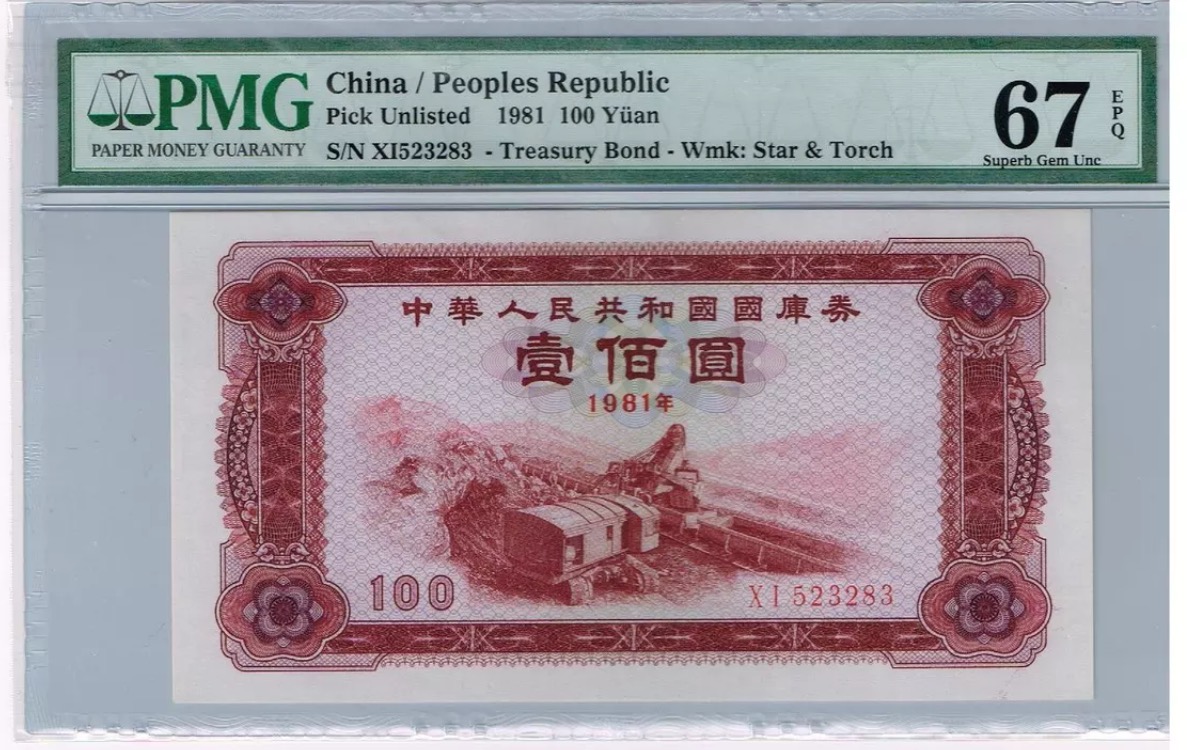 PMG
PAPER MONEY GUARANTY
China / Peoples Republic
Pick Unlisted 1981 100 Yüan
S/N XI523283 - Treasury Bond - Wmk: Star & Torch
67
EPQ
Superb Gem Unc
中華人民共和國國庫券
壹佰圓
1981年
100
XI 523283